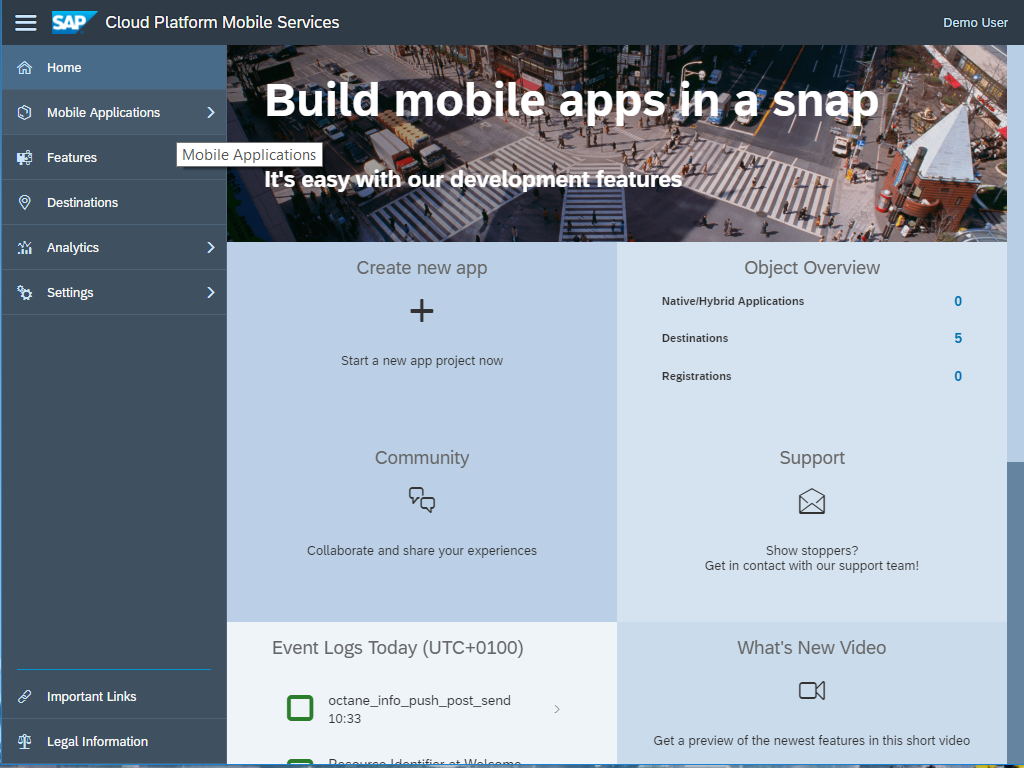 SAP Cloud Platform Mobile Services
Demo User
Home
Mobile Applications
Features
Mobile Applications
Destinations
Analytics
Settings
Important Links
Legal Information
Build mobile apps in a snap
It's easy with our development features
Create new app
Start a new app project now
Object Overview
Native/Hybrid Applications 0
Destinations 5
Registrations 0
Community
Collaborate and share your experiences
Support
Show stoppers?
Get in contact with our support team!
Event Logs Today (UTC+0100)
octane_info_push_post_send
10:33
Resource Identifier at Welcome
What's New Video
Get a preview of the newest features in this short video